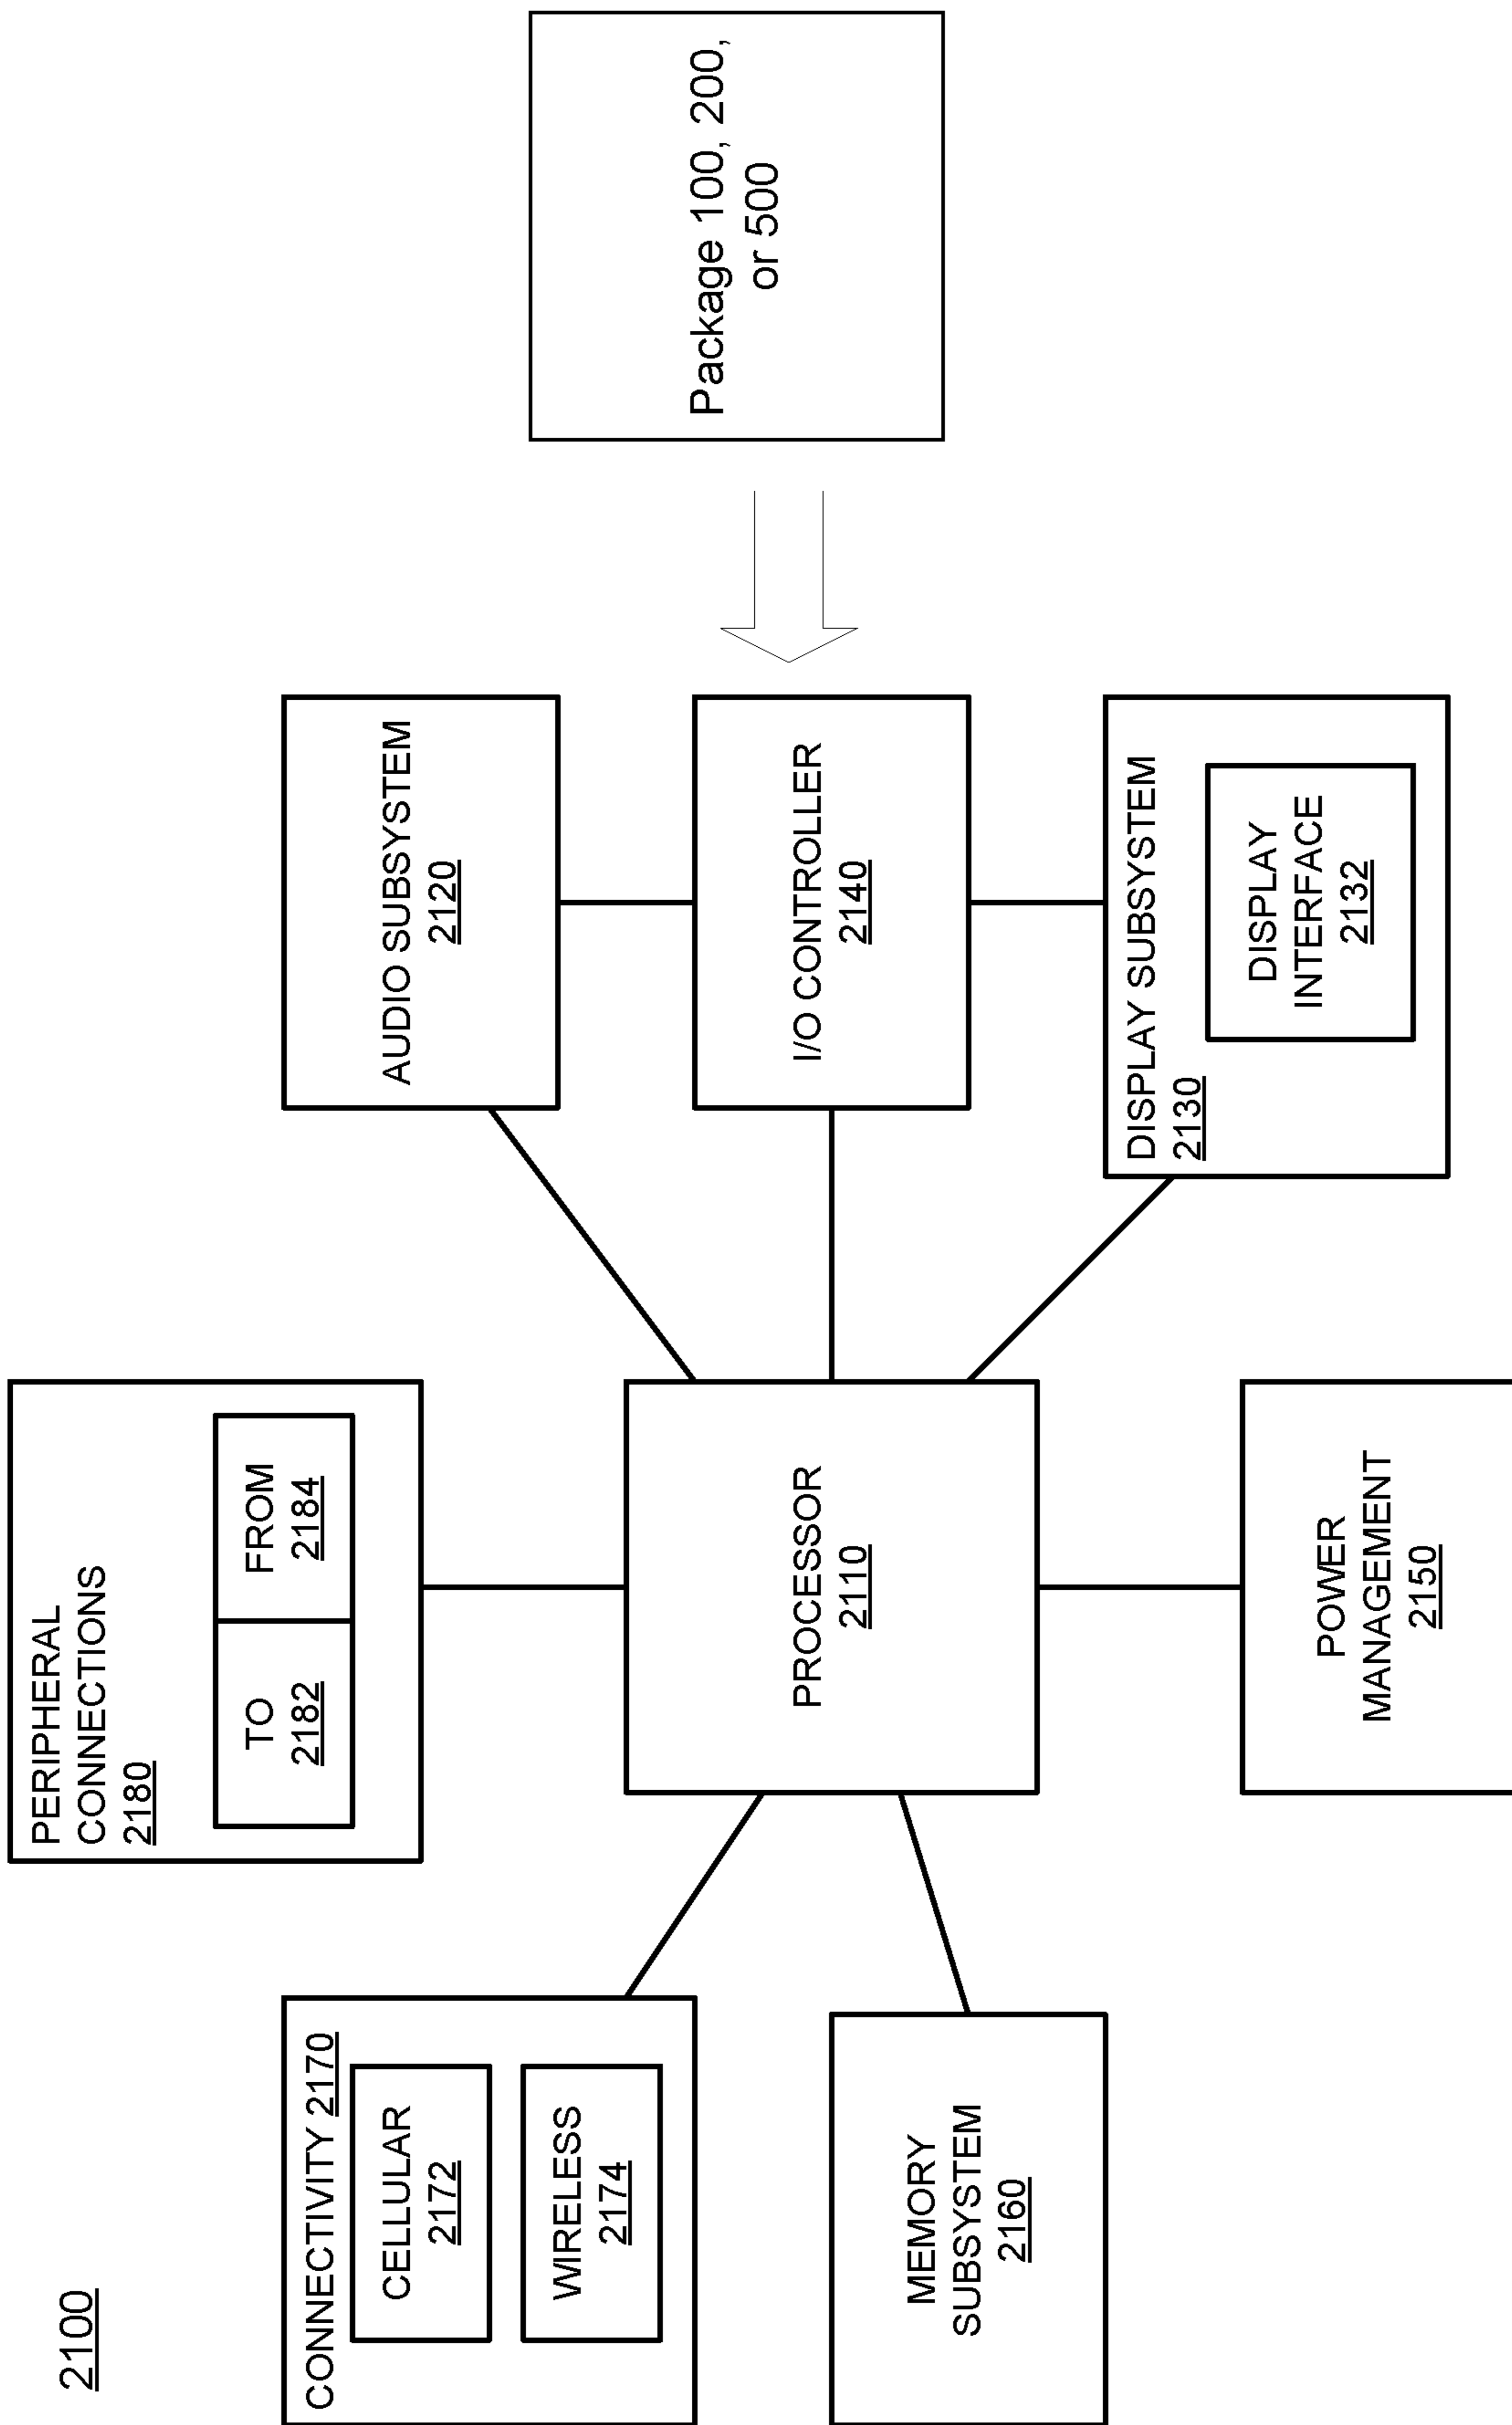 2100
PERIPHERAL
CONNECTIONS
2180
TO
2182
FROM
2184
CONNECTIVITY 2170
CELLULAR
2172
WIRELESS
2174
AUDIO SUBSYSTEM
2120
PROCESSOR
2110
I/O CONTROLLER
2140
Package 100, 200,
or 500
MEMORY
SUBSYSTEM
2160
POWER
MANAGEMENT
2150
DISPLAY SUBSYSTEM
2130
DISPLAY
INTERFACE
2132